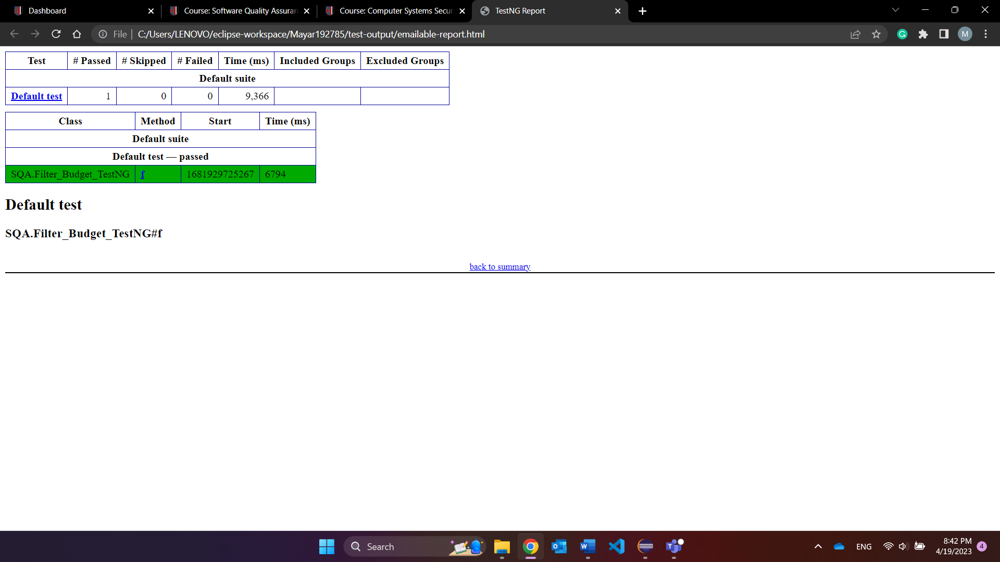 Dashboard
Course: Software Quality Assuran
Course: Computer Systems Secur
TestNG Report
File
C:/Users/LENOVO/eclipse-workspace/Mayar192785/test-output/emailable-report.html
M
Test # Passed # Skipped # Failed Time (ms) Included Groups Excluded Groups
Default suite
Default test 1 0 0 9,366
Class Method Start Time (ms)
Default suite
Default test — passed
SQA.Filter_Budget_TestNG f 1681929725267 6794
Default test
SQA.Filter_Budget_TestNG#f
back to summary
Search
ENG
8:42 PM
4/19/2023
4